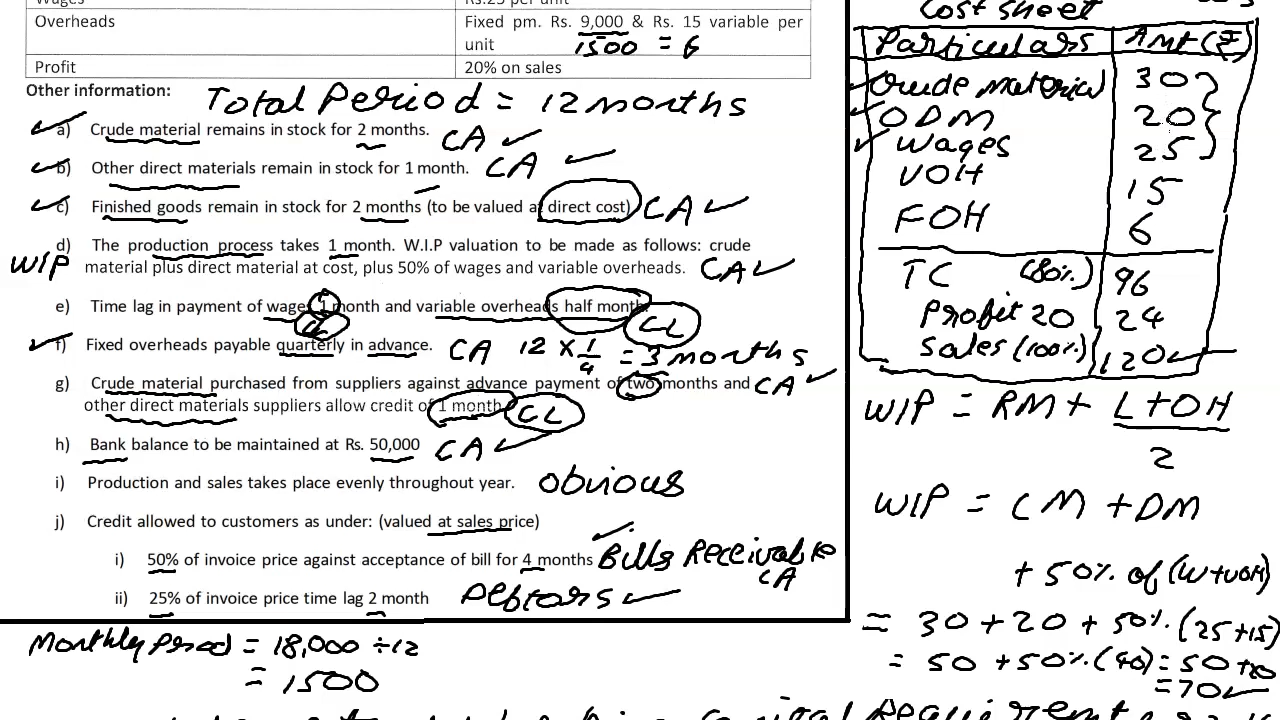 Wages Rs.25 per unit
Overheads Fixed pm. Rs. 9,000 & Rs. 15 variable per unit
1500 = 6
Profit 20% on sales
Other information:
Total Period = 12 months
a) Crude material remains in stock for 2 months. CA
b) Other direct materials remain in stock for 1 month. CA
c) Finished goods remain in stock for 2 months (to be valued at direct cost) CA
d) The production process takes 1 month. W.I.P valuation to be made as follows: crude
WIP material plus direct material at cost, plus 50% of wages and variable overheads. CA
e) Time lag in payment of wages 1 month and variable overheads half month.
CL CL
f) Fixed overheads payable quarterly in advance. CA 12 × 1/4 = 3 months
g) Crude material purchased from suppliers against advance payment of two months and CA
other direct materials suppliers allow credit of 1 month CL
h) Bank balance to be maintained at Rs. 50,000 CA
i) Production and sales takes place evenly throughout year. obvious
j) Credit allowed to customers as under: (valued at sales price)
i) 50% of invoice price against acceptance of bill for 4 months Bills Receivable
CA
ii) 25% of invoice price time lag 2 month Debtors
Monthly Prod = 18,000 ÷ 12
= 1500
Cost sheet
Particulars Amt (₹)
Crude material 30
ODM 20
Wages 25
VOH 15
FOH 6
TC (80%) 96
Profit 20 24
Sales (100%) 120
WIP = RM + L+OH
2
WIP = CM + DM
+ 50% of (W+VOH)
= 30 + 20 + 50% (25+15)
= 50 + 50% (40) = 50 + 20
= 70
Capital Requirement